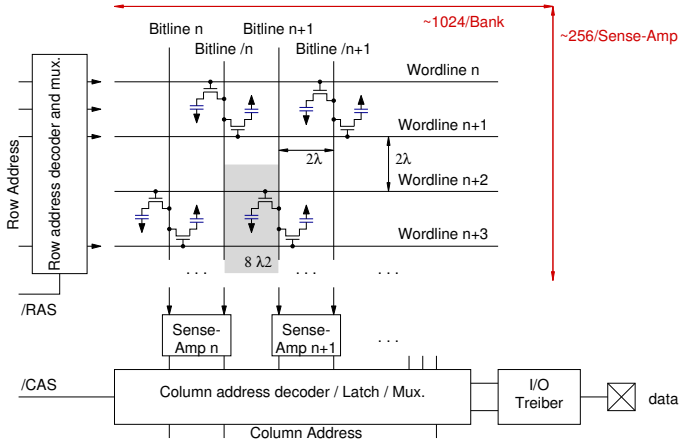 ~1024/Bank
~256/Sense-Amp
Bitline n
Bitline n+1
Bitline /n
Bitline /n+1
Wordline n
Wordline n+1
2λ
2λ
Wordline n+2
Wordline n+3
8 λ2
Row Address
Row address decoder and mux.
. . .
. . .
. . .
/RAS
Sense-
Amp n
Sense-
Amp n+1
. . .
/CAS
Column address decoder / Latch / Mux.
I/O
Treiber
data
Column Address